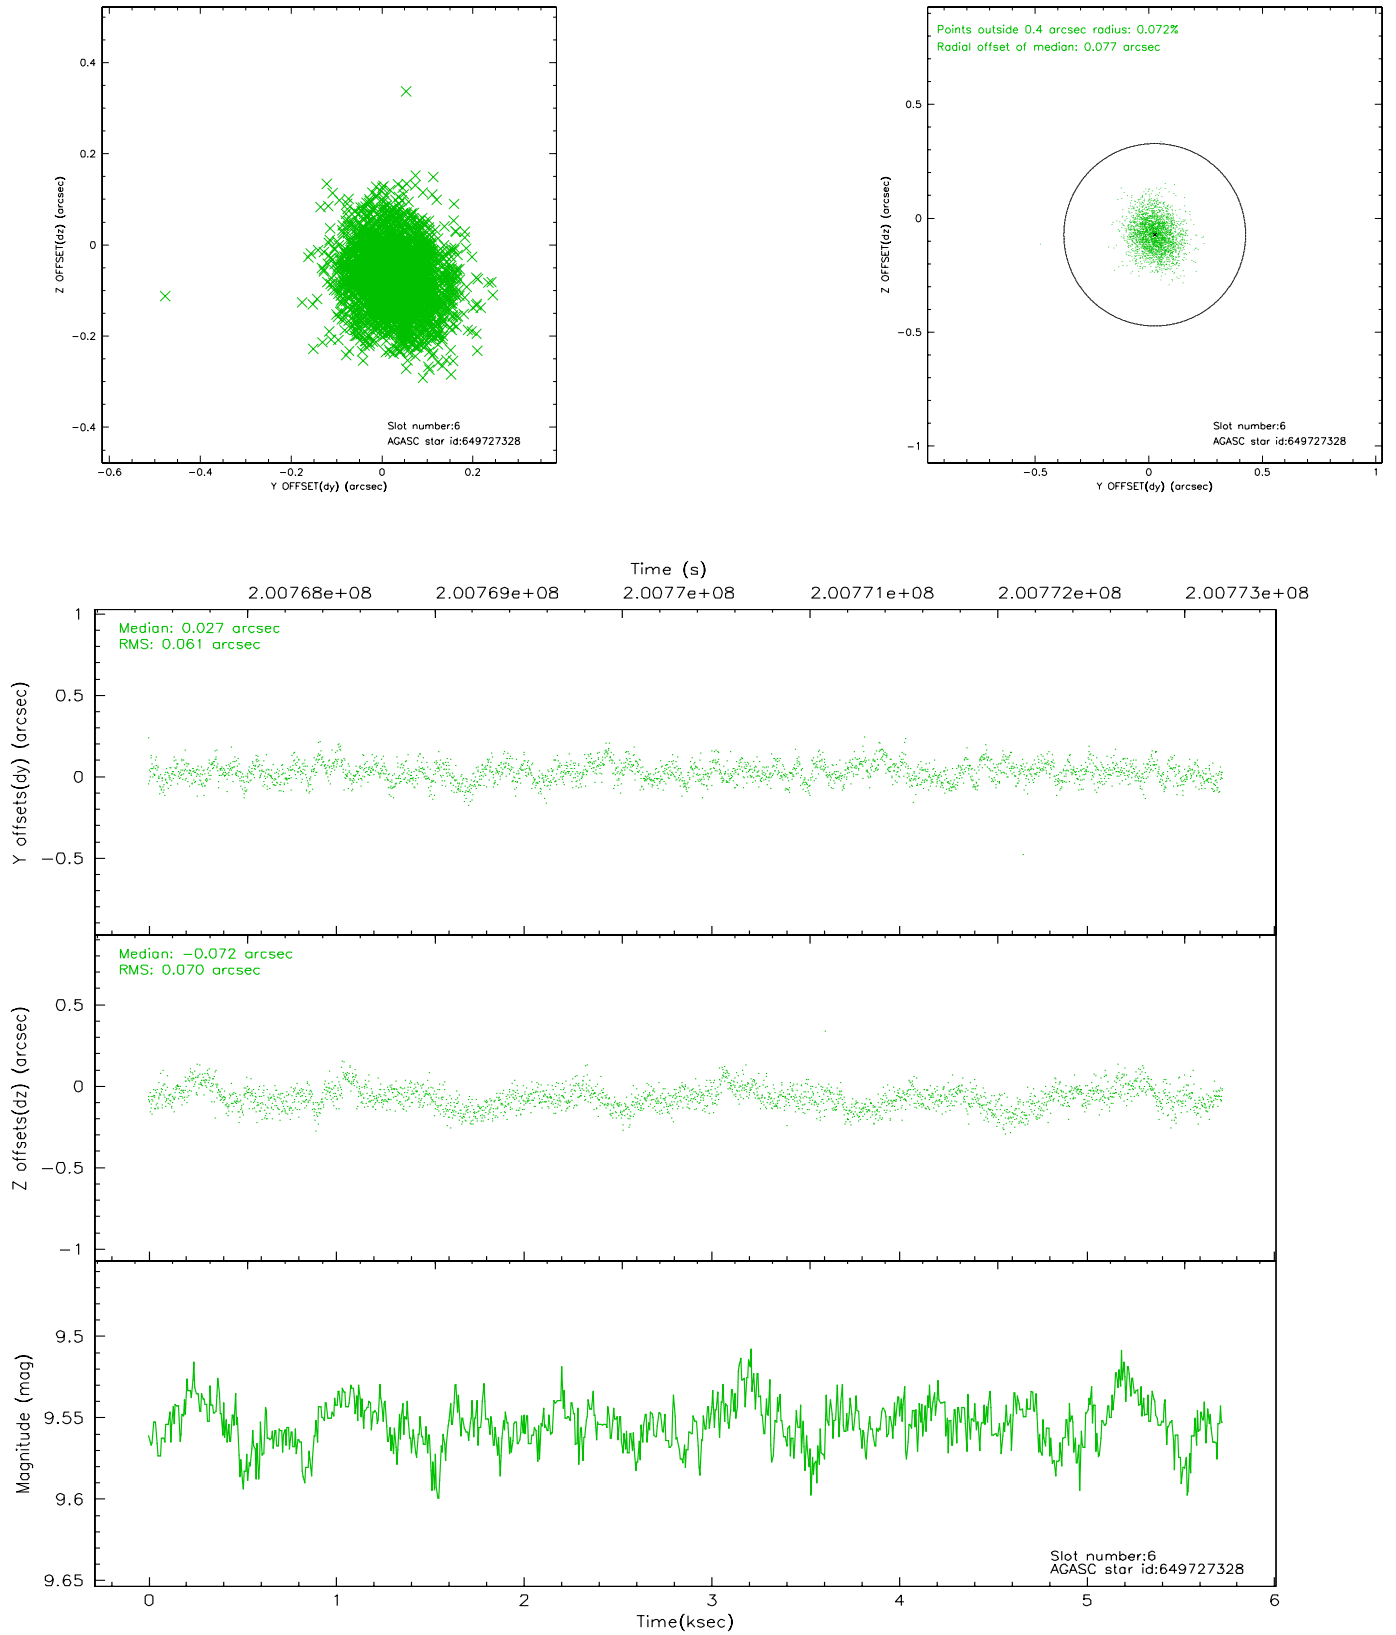 0.4
0.2
0
−0.2
−0.4
Z OFFSET(dz) (arcsec)
Slot number:6
AGASC star id:649727328
−0.6
−0.4
−0.2
0
0.2
Y OFFSET(dy) (arcsec)
Points outside 0.4 arcsec radius: 0.072%
Radial offset of median: 0.077 arcsec
0.5
0
−0.5
−1
Z OFFSET(dz) (arcsec)
Slot number:6
AGASC star id:649727328
−0.5
0
0.5
1
Y OFFSET(dy) (arcsec)
Time (s)
2.00768e+08
2.00769e+08
2.0077e+08
2.00771e+08
2.00772e+08
2.00773e+08
Median: 0.027 arcsec
RMS: 0.061 arcsec
1
0.5
0
−0.5
Y offsets(dy) (arcsec)
Median: −0.072 arcsec
RMS: 0.070 arcsec
0.5
0
−0.5
−1
Z offsets(dz) (arcsec)
9.5
9.55
9.6
9.65
Magnitude (mag)
Slot number:6
AGASC star id:649727328
0
1
2
3
4
5
6
Time(ksec)